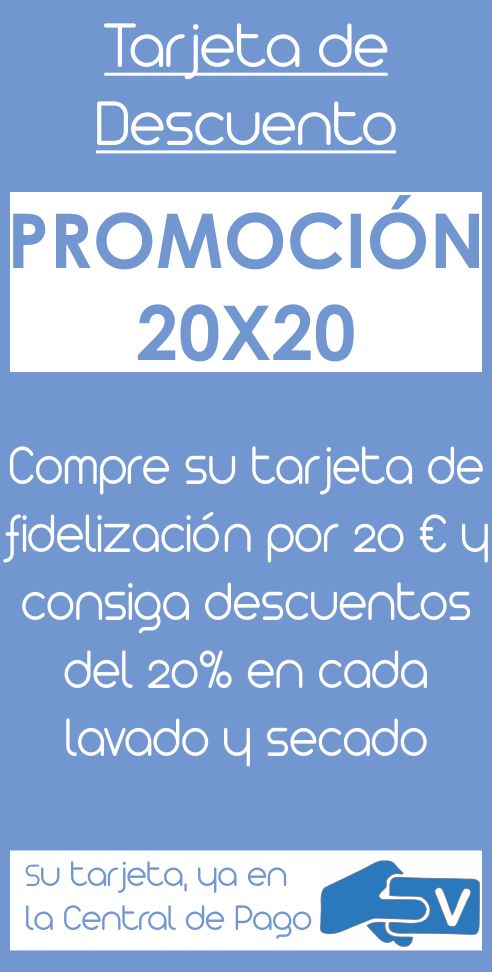 Tarjeta de
Descuento
PROMOCIÓN
20X20
Compre su tarjeta de
fidelización por 20 € y
consiga descuentos
del 20% en cada
lavado y secado
Su tarjeta, ya en
la Central de Pago
V